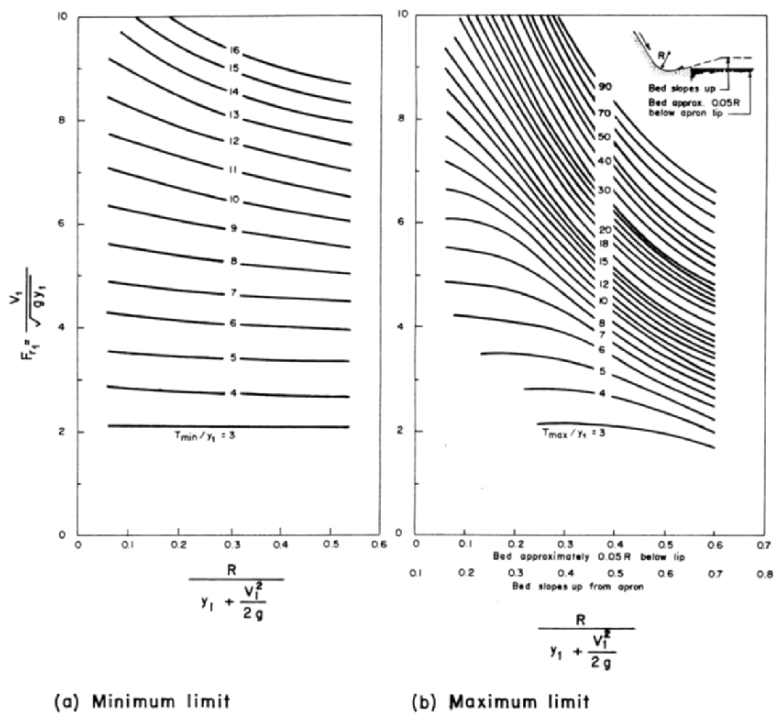 10
8
6
4
2
0
F_r1 = V_1 / √(g y_1)
16
15
14
13
12
11
10
9
8
7
6
5
4
T_min/y_1 = 3
0 0.1 0.2 0.3 0.4 0.5 0.6
R
y_1 + V_1^2
2g
(a) Minimum limit
10
8
6
4
2
0
R
Bed slopes up
Bed approx. 0.05R
below apron lip
90
70
50
40
30
20
18
15
12
10
8
7
6
5
4
T_max/y_1 = 3
0 0.1 0.2 0.3 0.4 0.5 0.6 0.7
Bed approximately 0.05R below lip
0.1 0.2 0.3 0.4 0.5 0.6 0.7 0.8
Bed slopes up from apron
R
y_1 + V_1^2
2g
(b) Maximum limit